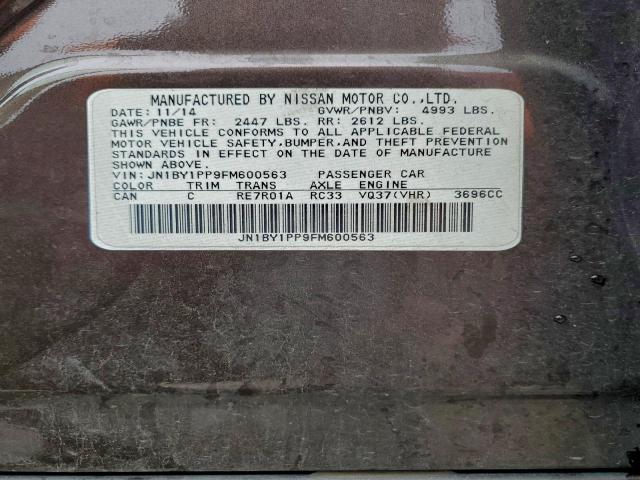 MANUFACTURED BY NISSAN MOTOR CO.,LTD.
DATE: 11/14 GVWR/PNBV: 4993 LBS.
GAWR/PNBE FR: 2447 LBS. RR: 2612 LBS.
THIS VEHICLE CONFORMS TO ALL APPLICABLE FEDERAL
MOTOR VEHICLE SAFETY,BUMPER,AND THEFT PREVENTION
STANDARDS IN EFFECT ON THE DATE OF MANUFACTURE
SHOWN ABOVE.
VIN: JN1BY1PP9FM600563 PASSENGER CAR
COLOR TRIM TRANS AXLE ENGINE
CAN C RE7R01A RC33 VQ37(VHR) 3696CC
JN1BY1PP9FM600563